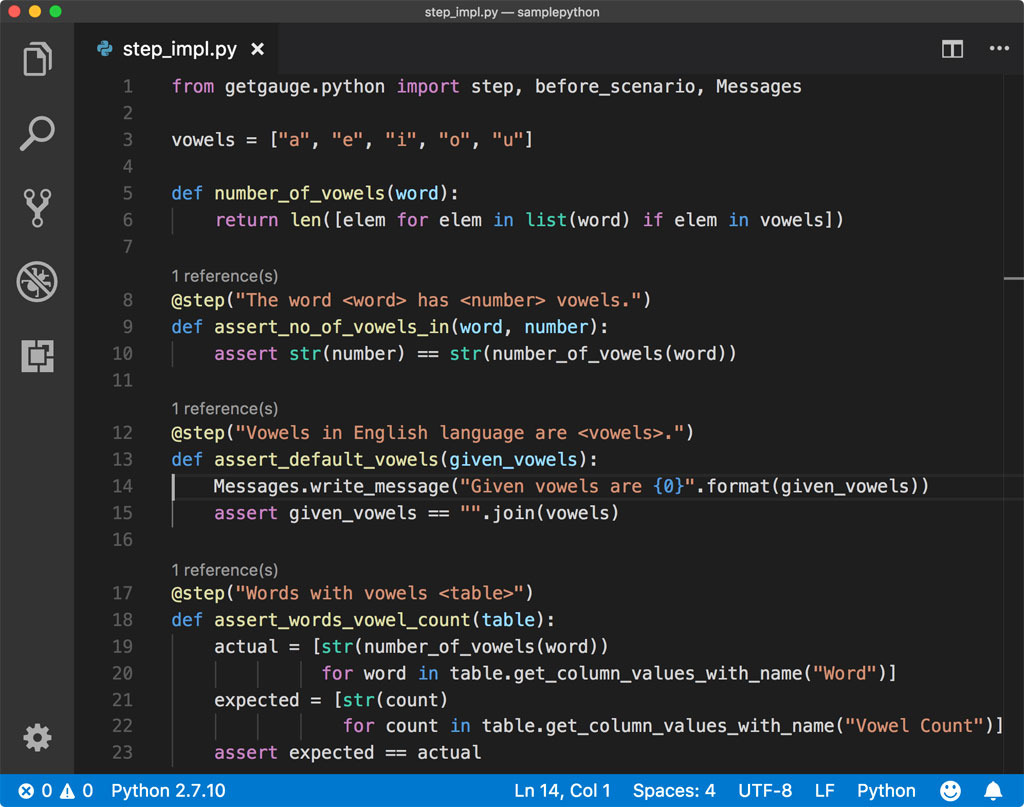 step_impl.py — samplepython
step_impl.py ×
1 from getgauge.python import step, before_scenario, Messages
2
3 vowels = ["a", "e", "i", "o", "u"]
4
5 def number_of_vowels(word):
6     return len([elem for elem in list(word) if elem in vowels])
7
1 reference(s)
8 @step("The word <word> has <number> vowels.")
9 def assert_no_of_vowels_in(word, number):
10     assert str(number) == str(number_of_vowels(word))
11
1 reference(s)
12 @step("Vowels in English language are <vowels>.")
13 def assert_default_vowels(given_vowels):
14     Messages.write_message("Given vowels are {0}".format(given_vowels))
15     assert given_vowels == "".join(vowels)
16
1 reference(s)
17 @step("Words with vowels <table>")
18 def assert_words_vowel_count(table):
19     actual = [str(number_of_vowels(word))
20               for word in table.get_column_values_with_name("Word")]
21     expected = [str(count)
22                 for count in table.get_column_values_with_name("Vowel Count")]
23     assert expected == actual
0 0 Python 2.7.10 Ln 14, Col 1 Spaces: 4 UTF-8 LF Python